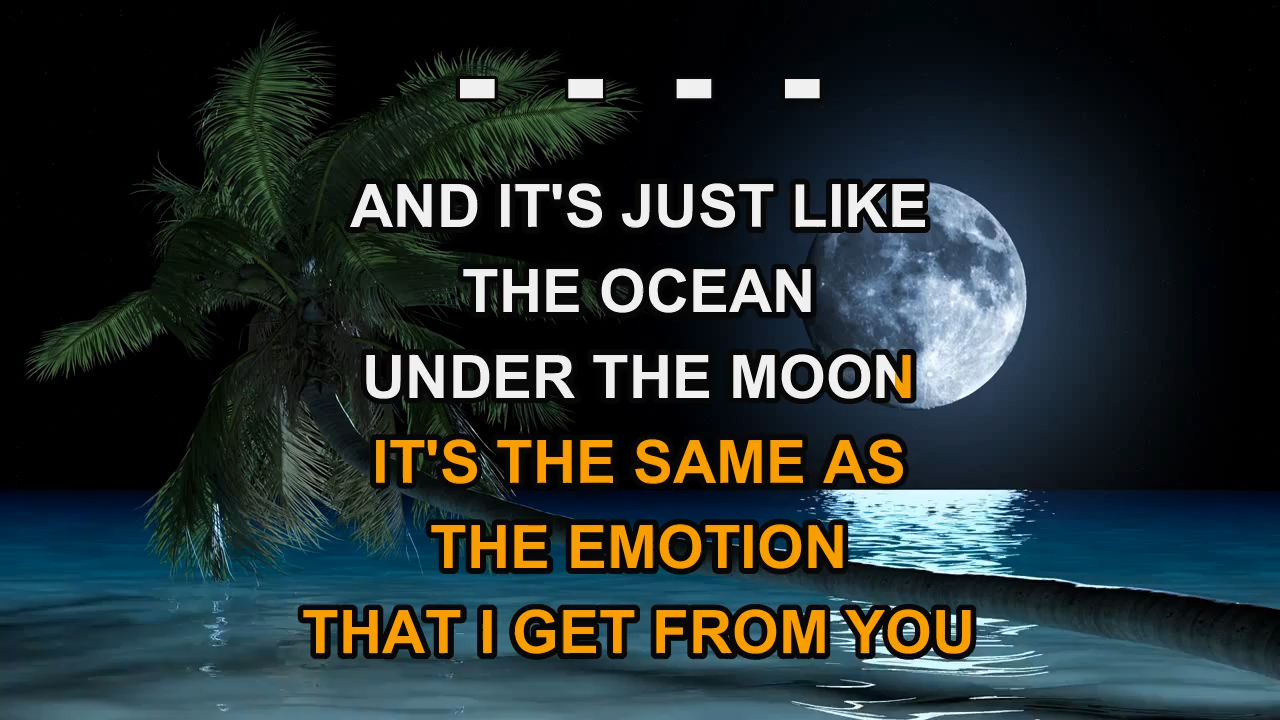 - - - -
AND IT'S JUST LIKE
THE OCEAN
UNDER THE MOON
IT'S THE SAME AS
THE EMOTION
THAT I GET FROM YOU